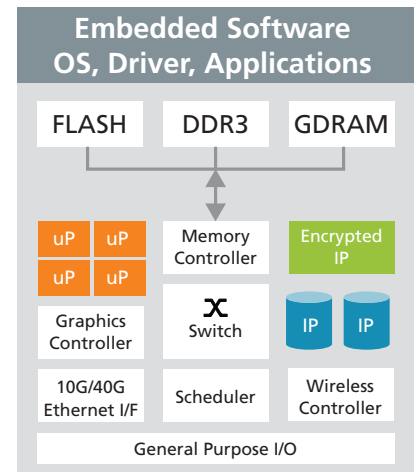 Embedded Software
OS, Driver, Applications
FLASH
DDR3
GDRAM
uP
uP
uP
uP
Memory
Controller
Encrypted
IP
Graphics
Controller
Switch
IP
IP
10G/40G
Ethernet I/F
Scheduler
Wireless
Controller
General Purpose I/O